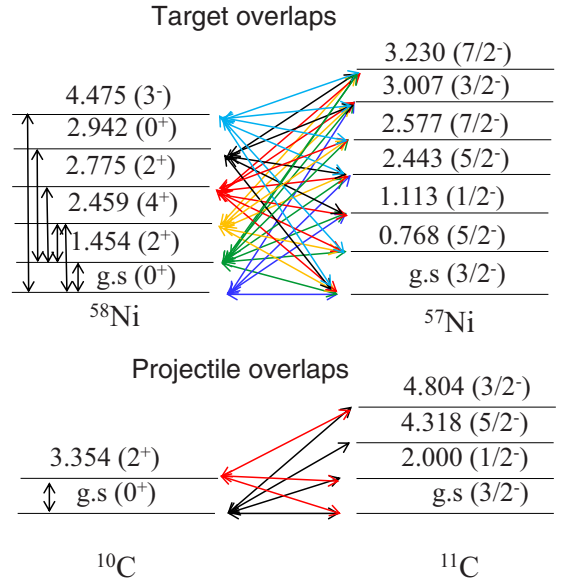 Target overlaps
3.230 (7/2⁻)
3.007 (3/2⁻)
4.475 (3⁻)
2.942 (0⁺)
2.577 (7/2⁻)
2.775 (2⁺)
2.443 (5/2⁻)
2.459 (4⁺)
1.113 (1/2⁻)
1.454 (2⁺)
0.768 (5/2⁻)
g.s (0⁺)
g.s (3/2⁻)
⁵⁸Ni
⁵⁷Ni
Projectile overlaps
4.804 (3/2⁻)
4.318 (5/2⁻)
3.354 (2⁺)
2.000 (1/2⁻)
g.s (0⁺)
g.s (3/2⁻)
¹⁰C
¹¹C